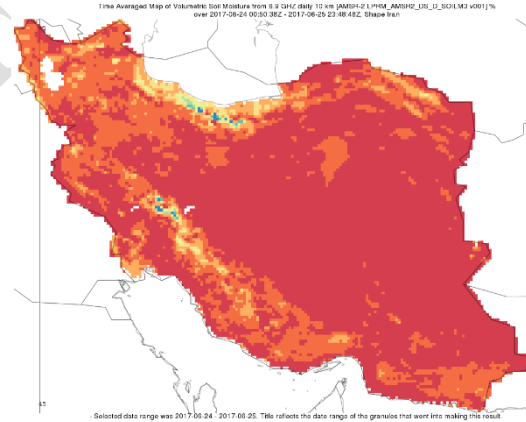 Time Averaged Map of Volumetric Soil Moisture from 6.9 GHZ daily 10 km [AMSR-2 LPRM_AMSR2_DS_D_SOILM3 v001] %
over 2017-06-24 00:50:38Z - 2017-06-25 23:48:48Z, Shape Iran
45
- Selected date range was 2017-06-24 - 2017-06-25. Title reflects the date range of the granules that went into making this result.